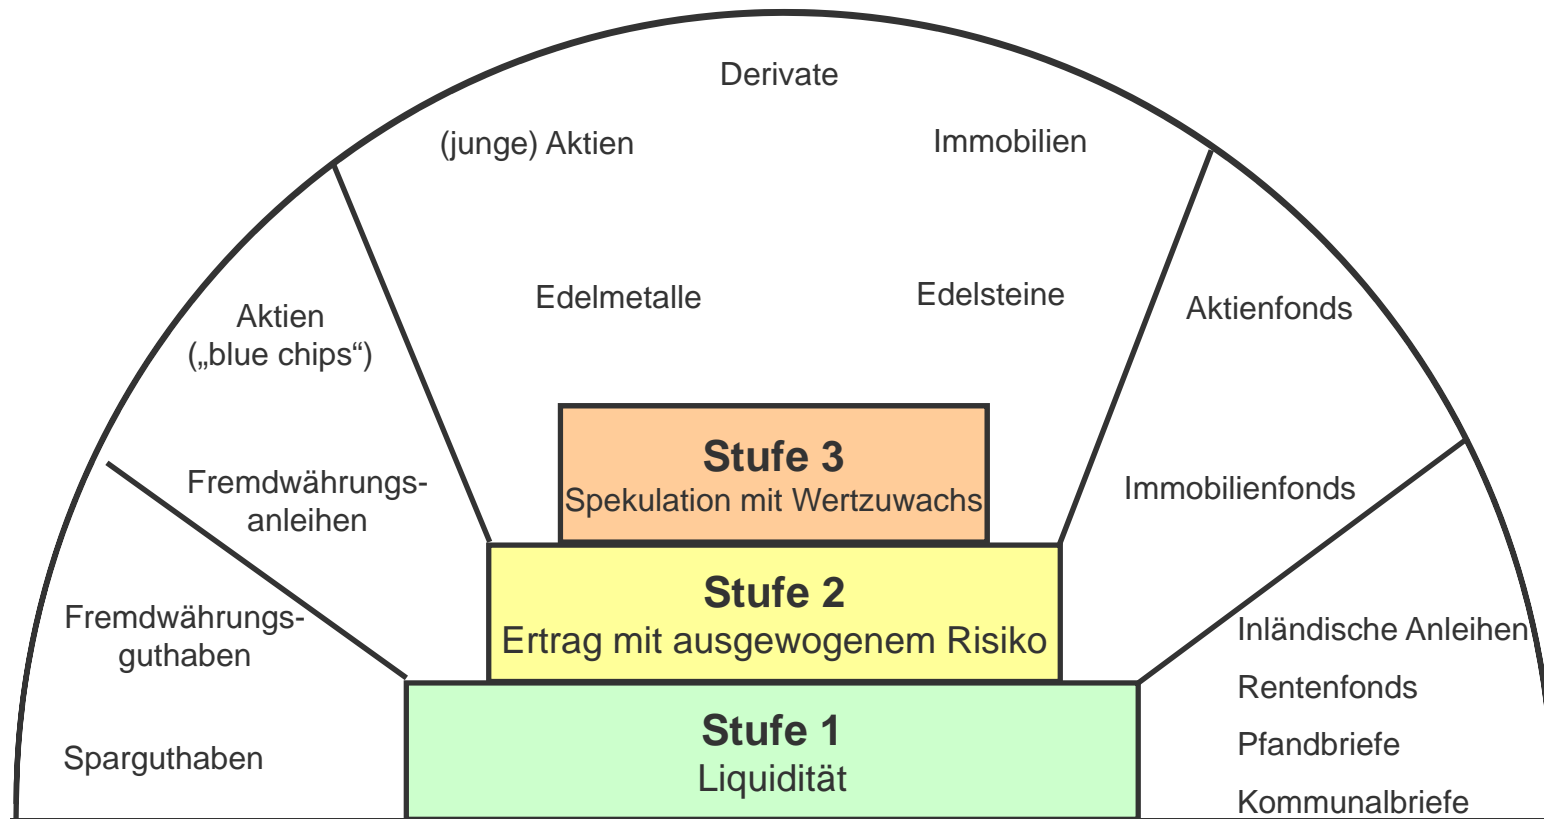 Derivate
(junge) Aktien
Immobilien
Edelmetalle
Edelsteine
Aktien
(„blue chips“)
Aktienfonds
Stufe 3
Spekulation mit Wertzuwachs
Fremdwährungs-
anleihen
Immobilienfonds
Stufe 2
Ertrag mit ausgewogenem Risiko
Fremdwährungs-
guthaben
Sparguthaben
Stufe 1
Liquidität
Inländische Anleihen
Rentenfonds
Pfandbriefe
Kommunalbriefe